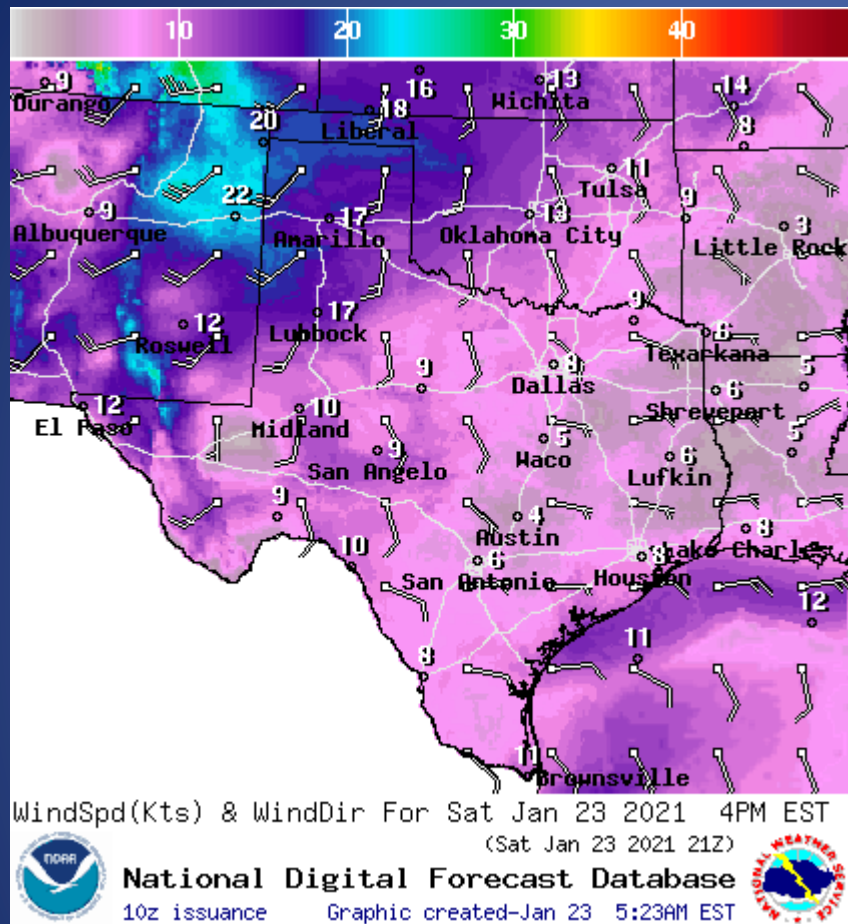 10 20 30 40
9 16 13 14
Durango Wichita
18
Liberal
20 8
11
Tulsa
22 9 17 13 9 3
Albuquerque Amarillo Oklahoma City Little Rock
12 17 9 6
Roswell Lubbock Texarkana
9 9 6 5
Dallas
12 10 Shreveport
El Paso Midland
9 5 6 5
San Angelo Waco Lufkin
9 4 8
Austin
10 6 8 Lake Charles
San Antonio Houston
12
11
8
11
Brownsville
WindSpd(Kts) & WindDir For Sat Jan 23 2021 4PM EST
(Sat Jan 23 2021 21Z)
National Digital Forecast Database
10z issuance Graphic created-Jan 23 5:23AM EST
NOAA
NATIONAL WEATHER SERVICE